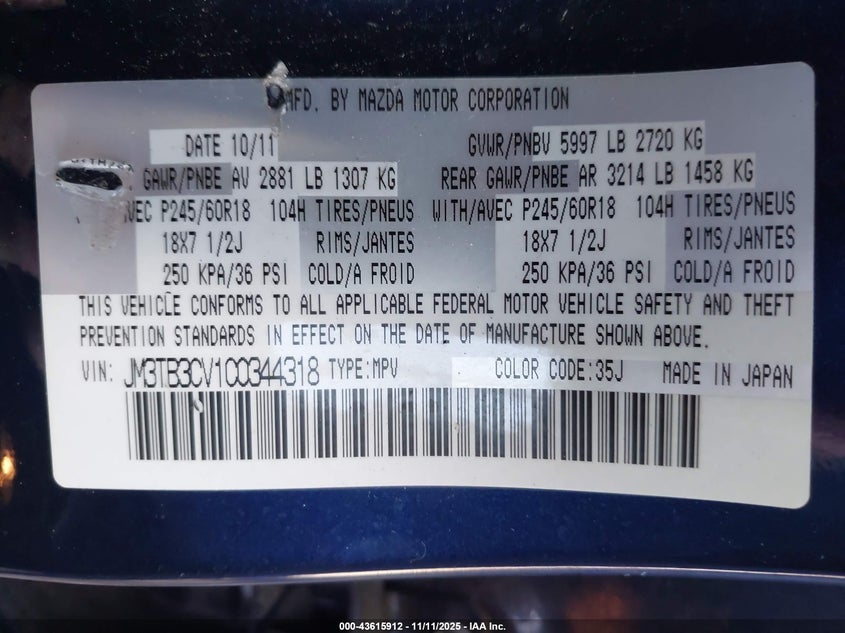 MFD. BY MAZDA MOTOR CORPORATION
DATE 10/11 GVWR/PNBV 5997 LB 2720 KG
GAWR/PNBE AV 2881 LB 1307 KG REAR GAWR/PNBE AR 3214 LB 1458 KG
AVEC P245/60R18 104H TIRES/PNEUS WITH/AVEC P245/60R18 104H TIRES/PNEUS
18X7 1/2J RIMS/JANTES 18X7 1/2J RIMS/JANTES
250 KPA/36 PSI COLD/A FROID 250 KPA/36 PSI COLD/A FROID
THIS VEHICLE CONFORMS TO ALL APPLICABLE FEDERAL MOTOR VEHICLE SAFETY AND THEFT
PREVENTION STANDARDS IN EFFECT ON THE DATE OF MANUFACTURE SHOWN ABOVE.
VIN: JM3TB3CV1C0344318 TYPE:MPV COLOR CODE:35J MADE IN JAPAN
000-43615912 - 11/11/2025 - IAA Inc.